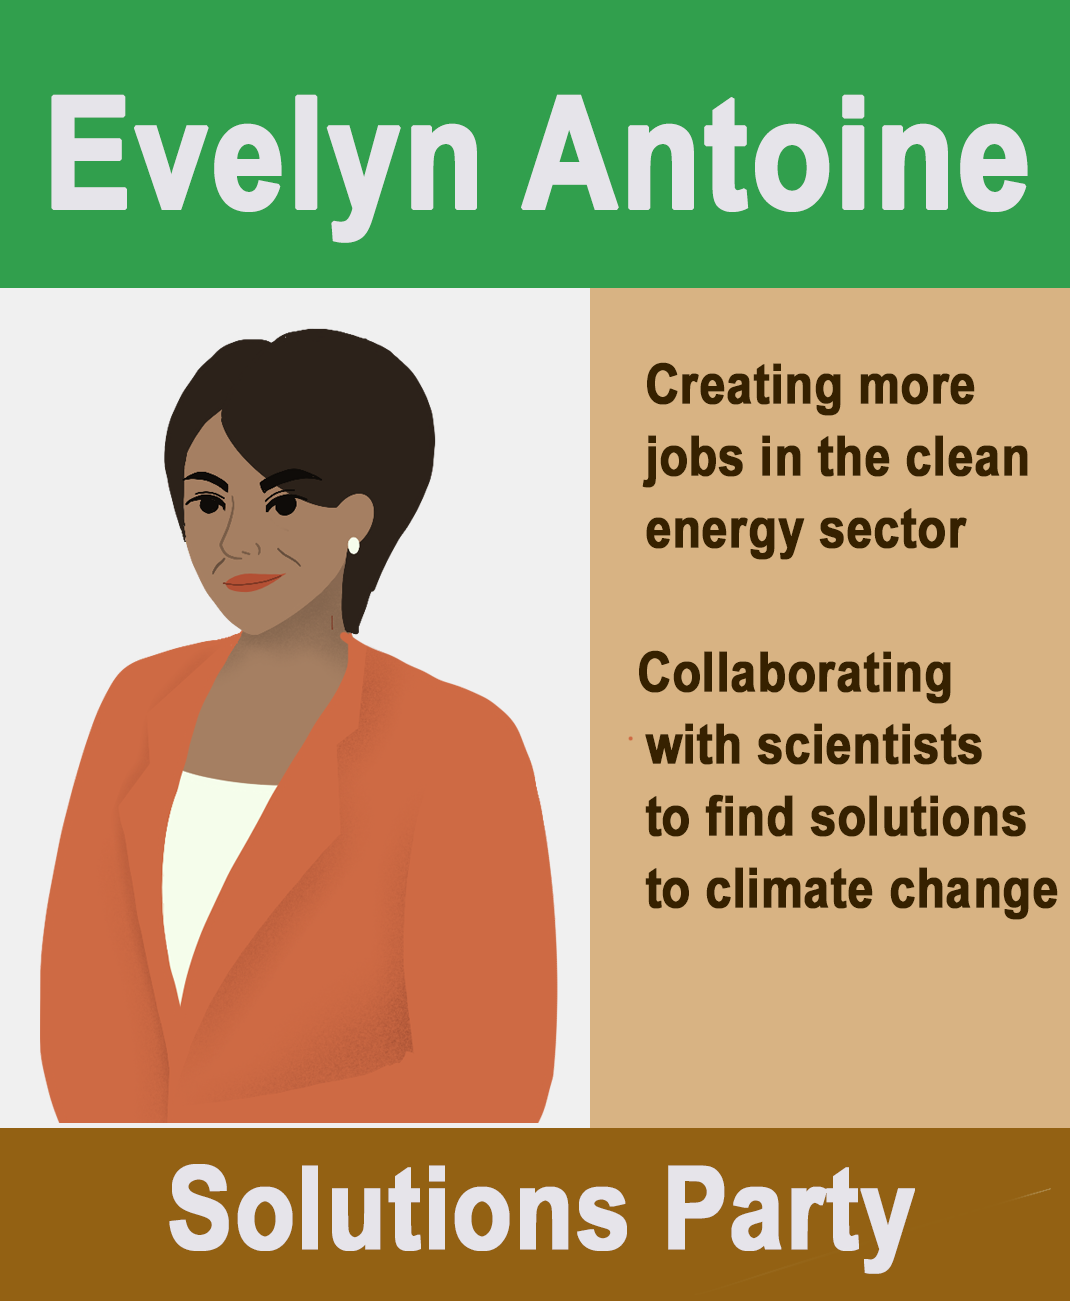 Evelyn Antoine
Creating more
jobs in the clean
energy sector
Collaborating
with scientists
to find solutions
to climate change
Solutions Party